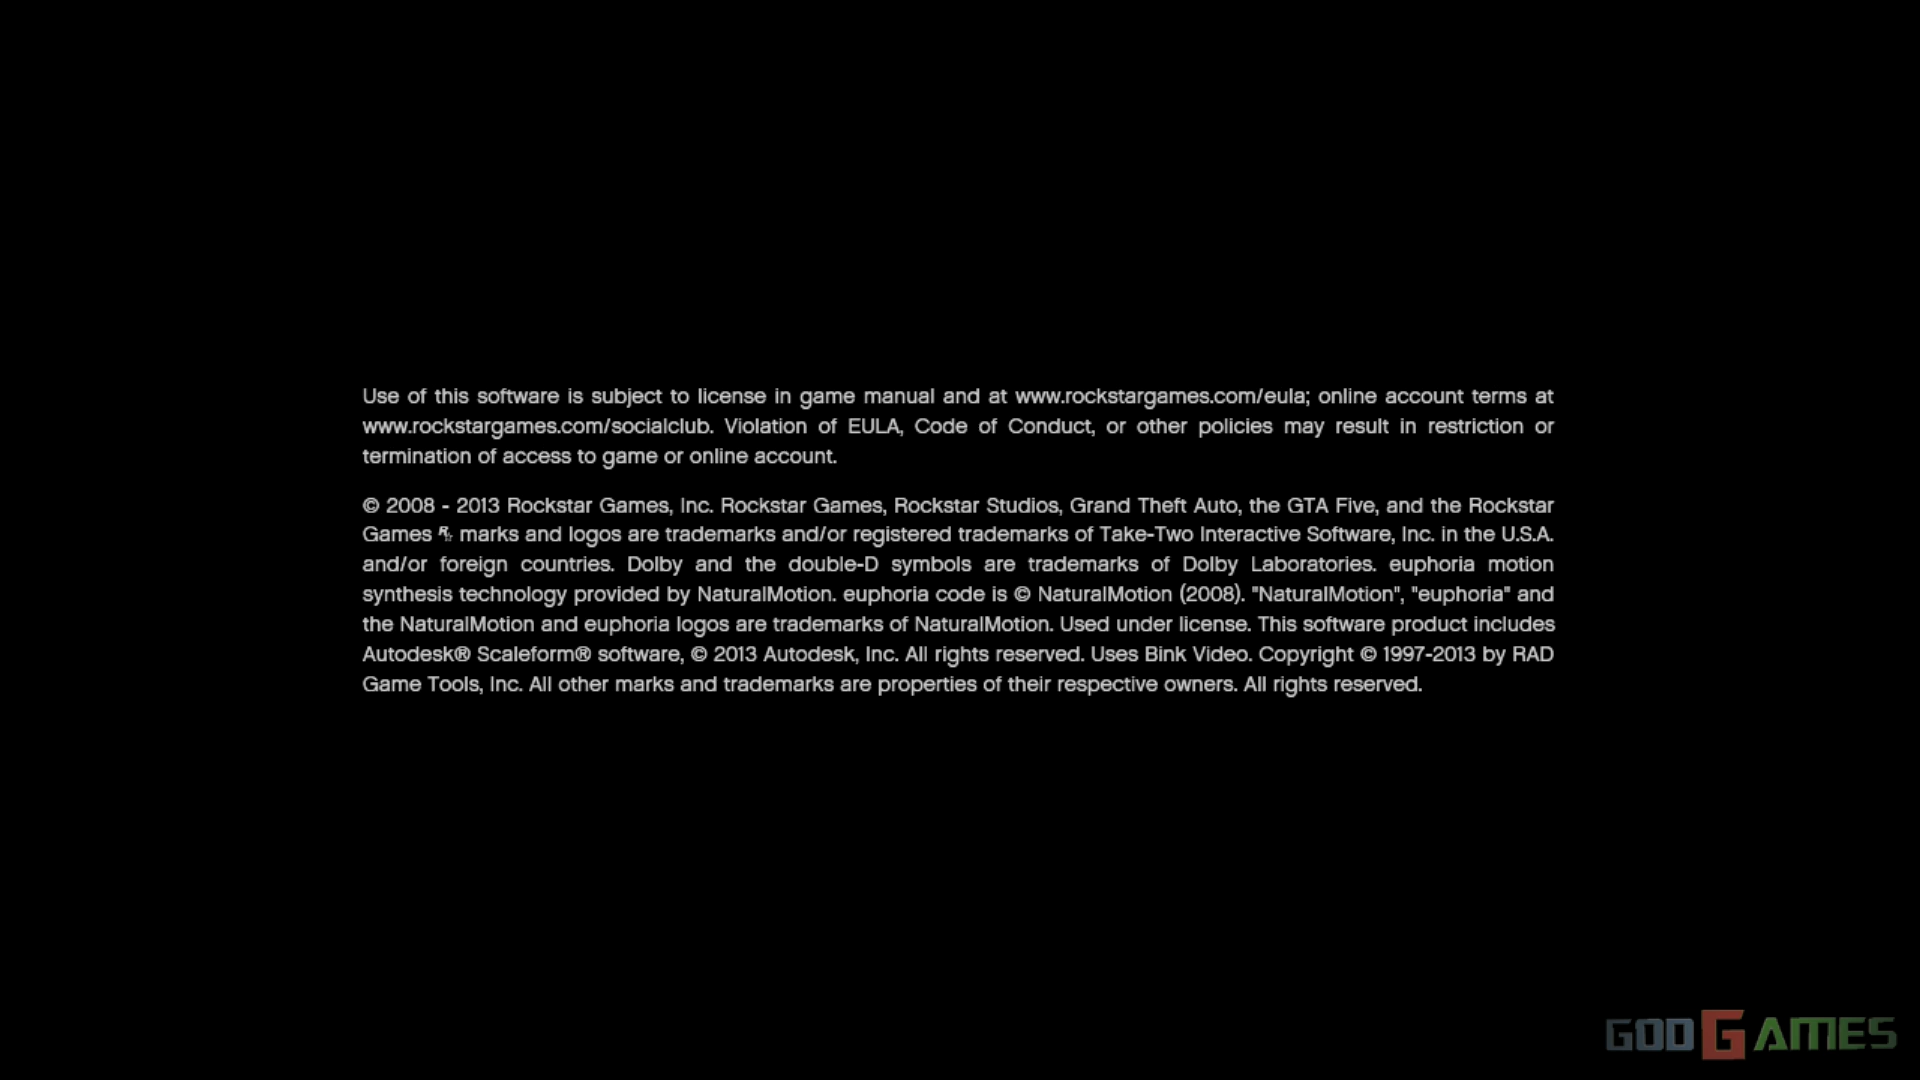 Use of this software is subject to license in game manual and at www.rockstargames.com/eula; online account terms at
www.rockstargames.com/socialclub. Violation of EULA, Code of Conduct, or other policies may result in restriction or
termination of access to game or online account.
© 2008 - 2013 Rockstar Games, Inc. Rockstar Games, Rockstar Studios, Grand Theft Auto, the GTA Five, and the Rockstar
Games R* marks and logos are trademarks and/or registered trademarks of Take-Two Interactive Software, Inc. in the U.S.A.
and/or foreign countries. Dolby and the double-D symbols are trademarks of Dolby Laboratories. euphoria motion
synthesis technology provided by NaturalMotion. euphoria code is © NaturalMotion (2008). "NaturalMotion", "euphoria" and
the NaturalMotion and euphoria logos are trademarks of NaturalMotion. Used under license. This software product includes
Autodesk® Scaleform® software, © 2013 Autodesk, Inc. All rights reserved. Uses Bink Video. Copyright © 1997-2013 by RAD
Game Tools, Inc. All other marks and trademarks are properties of their respective owners. All rights reserved.
GODGAMES